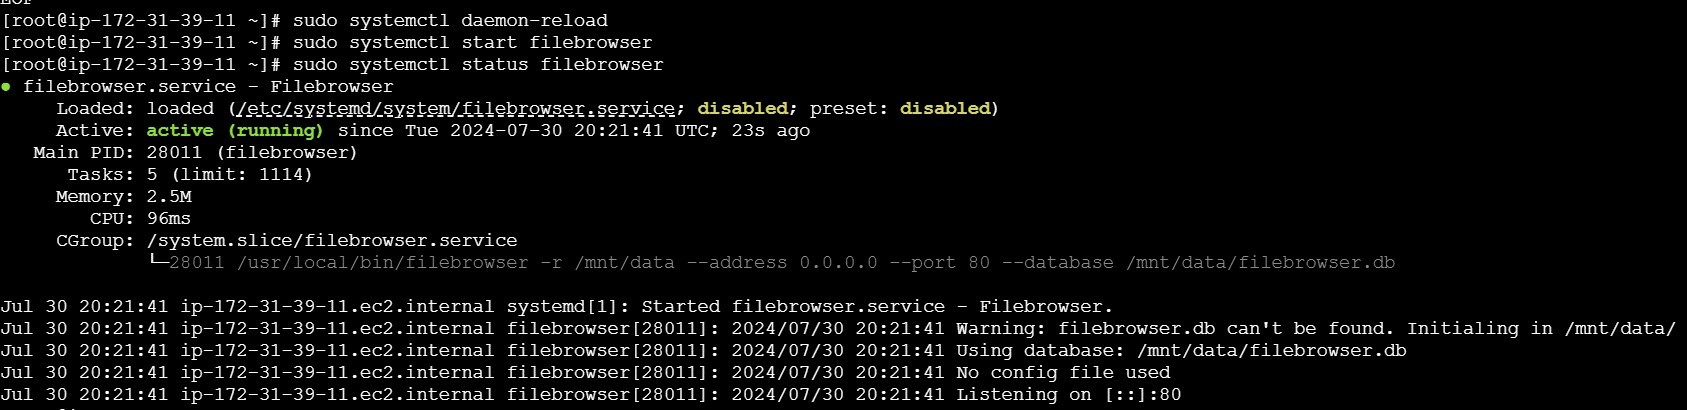 [root@ip-172-31-39-11 ~]# sudo systemctl daemon-reload
[root@ip-172-31-39-11 ~]# sudo systemctl start filebrowser
[root@ip-172-31-39-11 ~]# sudo systemctl status filebrowser
● filebrowser.service - Filebrowser
     Loaded: loaded (/etc/systemd/system/filebrowser.service; disabled; preset: disabled)
     Active: active (running) since Tue 2024-07-30 20:21:41 UTC; 23s ago
   Main PID: 28011 (filebrowser)
      Tasks: 5 (limit: 1114)
     Memory: 2.5M
        CPU: 96ms
     CGroup: /system.slice/filebrowser.service
             └─28011 /usr/local/bin/filebrowser -r /mnt/data --address 0.0.0.0 --port 80 --database /mnt/data/filebrowser.db
Jul 30 20:21:41 ip-172-31-39-11.ec2.internal systemd[1]: Started filebrowser.service - Filebrowser.
Jul 30 20:21:41 ip-172-31-39-11.ec2.internal filebrowser[28011]: 2024/07/30 20:21:41 Warning: filebrowser.db can't be found. Initialing in /mnt/data/
Jul 30 20:21:41 ip-172-31-39-11.ec2.internal filebrowser[28011]: 2024/07/30 20:21:41 Using database: /mnt/data/filebrowser.db
Jul 30 20:21:41 ip-172-31-39-11.ec2.internal filebrowser[28011]: 2024/07/30 20:21:41 No config file used
Jul 30 20:21:41 ip-172-31-39-11.ec2.internal filebrowser[28011]: 2024/07/30 20:21:41 Listening on [::]:80